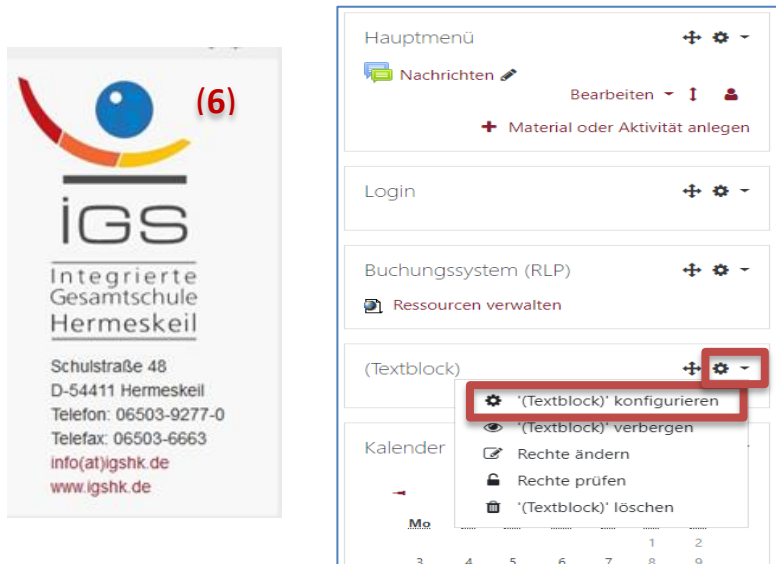 (6)
iGS
Integrierte
Gesamtschule
Hermeskeil
Schulstraße 48
D-54411 Hermeskeil
Telefon: 06503-9277-0
Telefax: 06503-6663
info(at)igshk.de
www.igshk.de
Hauptmenü
Nachrichten
Bearbeiten
Material oder Aktivität anlegen
Login
Buchungssystem (RLP)
Ressourcen verwalten
(Textblock)
'(Textblock)' konfigurieren
'(Textblock)' verbergen
Kalender
Rechte ändern
Rechte prüfen
'(Textblock)' löschen
Mo
1 2
3 4 5 6 7 8 9